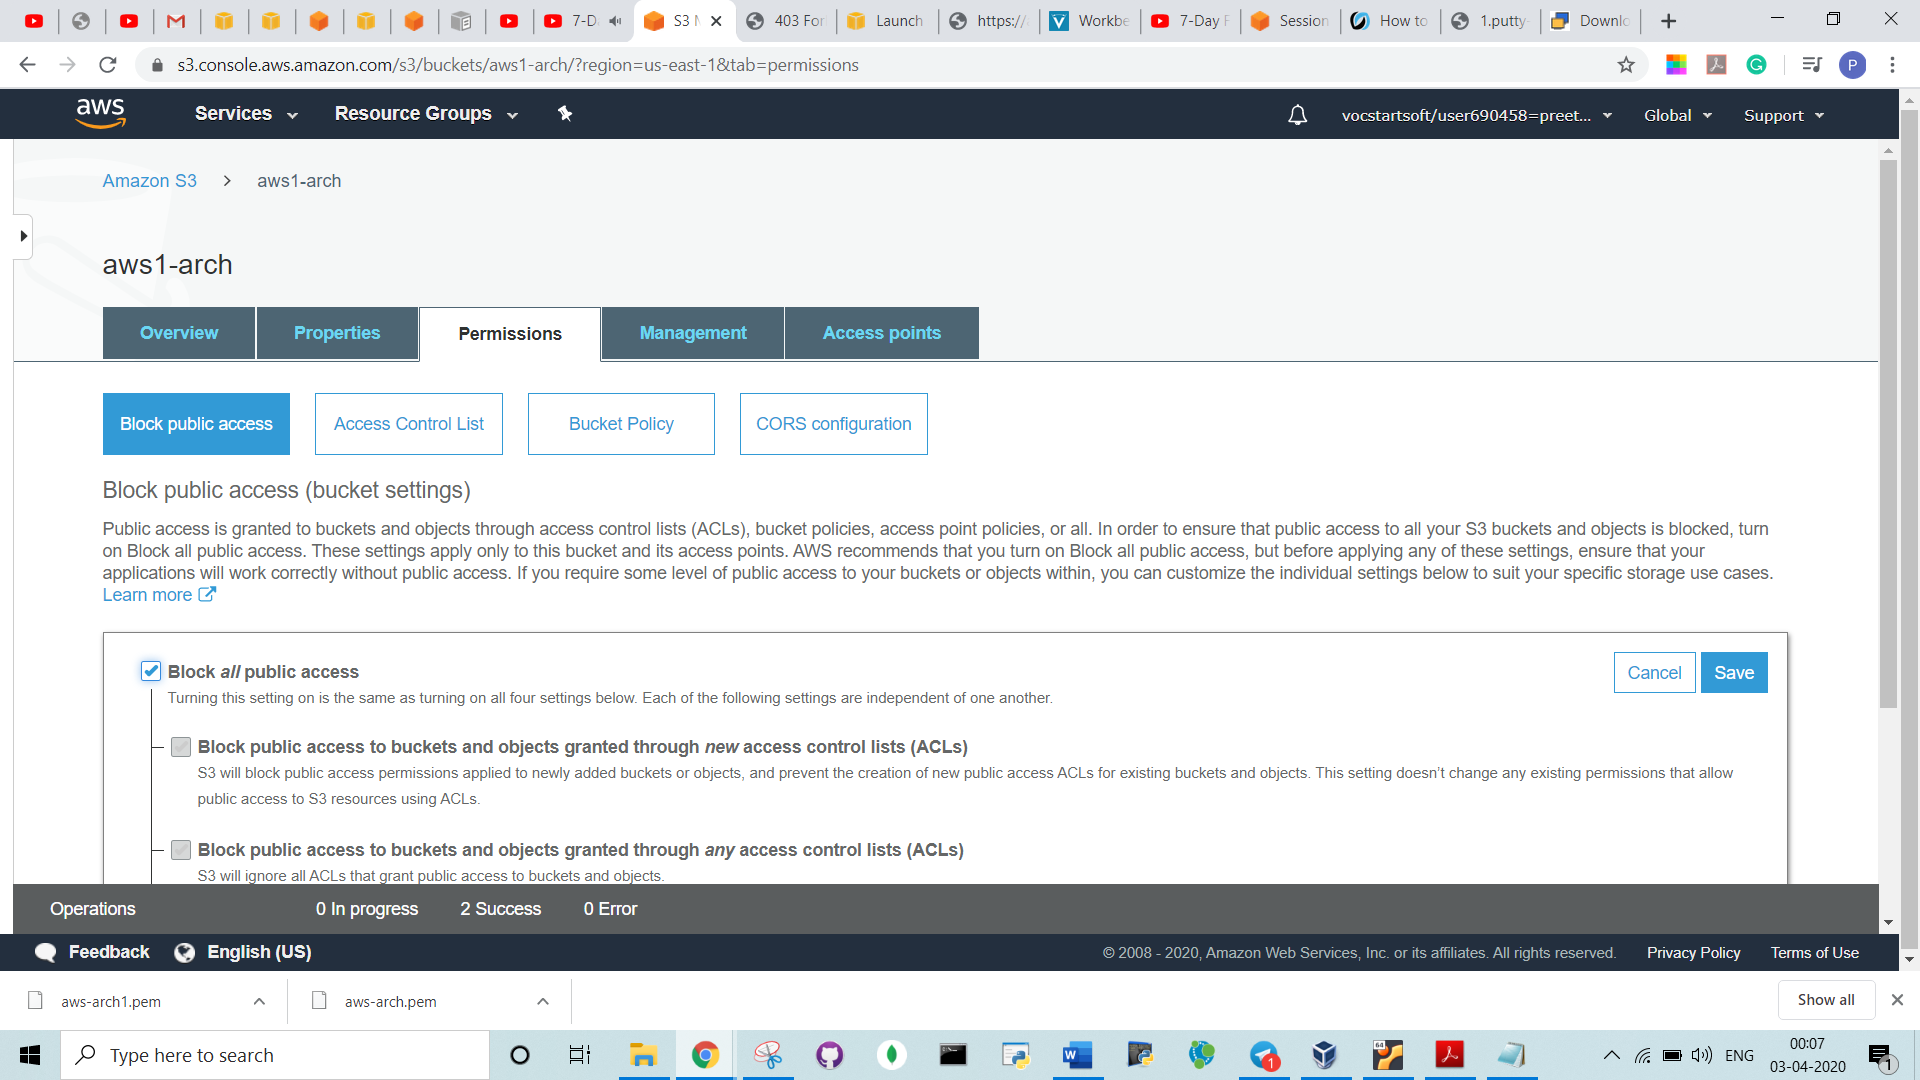 7-D
S3 M
403 For
Launch
https://
Workbe
7-Day F
Session
How to
1.putty-
Downlo
s3.console.aws.amazon.com/s3/buckets/aws1-arch/?region=us-east-1&tab=permissions
P
aws
Services
Resource Groups
vocstartsoft/user690458=preet...
Global
Support
Amazon S3 > aws1-arch
aws1-arch
Overview
Properties
Permissions
Management
Access points
Block public access
Access Control List
Bucket Policy
CORS configuration
Block public access (bucket settings)
Public access is granted to buckets and objects through access control lists (ACLs), bucket policies, access point policies, or all. In order to ensure that public access to all your S3 buckets and objects is blocked, turn
on Block all public access. These settings apply only to this bucket and its access points. AWS recommends that you turn on Block all public access, but before applying any of these settings, ensure that your
applications will work correctly without public access. If you require some level of public access to your buckets or objects within, you can customize the individual settings below to suit your specific storage use cases.
Learn more
Block all public access
Cancel
Save
Turning this setting on is the same as turning on all four settings below. Each of the following settings are independent of one another.
Block public access to buckets and objects granted through new access control lists (ACLs)
S3 will block public access permissions applied to newly added buckets or objects, and prevent the creation of new public access ACLs for existing buckets and objects. This setting doesn't change any existing permissions that allow
public access to S3 resources using ACLs.
Block public access to buckets and objects granted through any access control lists (ACLs)
S3 will ignore all ACLs that grant public access to buckets and objects.
Operations
0 In progress
2 Success
0 Error
Feedback
English (US)
© 2008 - 2020, Amazon Web Services, Inc. or its affiliates. All rights reserved.
Privacy Policy
Terms of Use
aws-arch1.pem
aws-arch.pem
Show all
Type here to search
1
64
ENG
00:07
03-04-2020
1